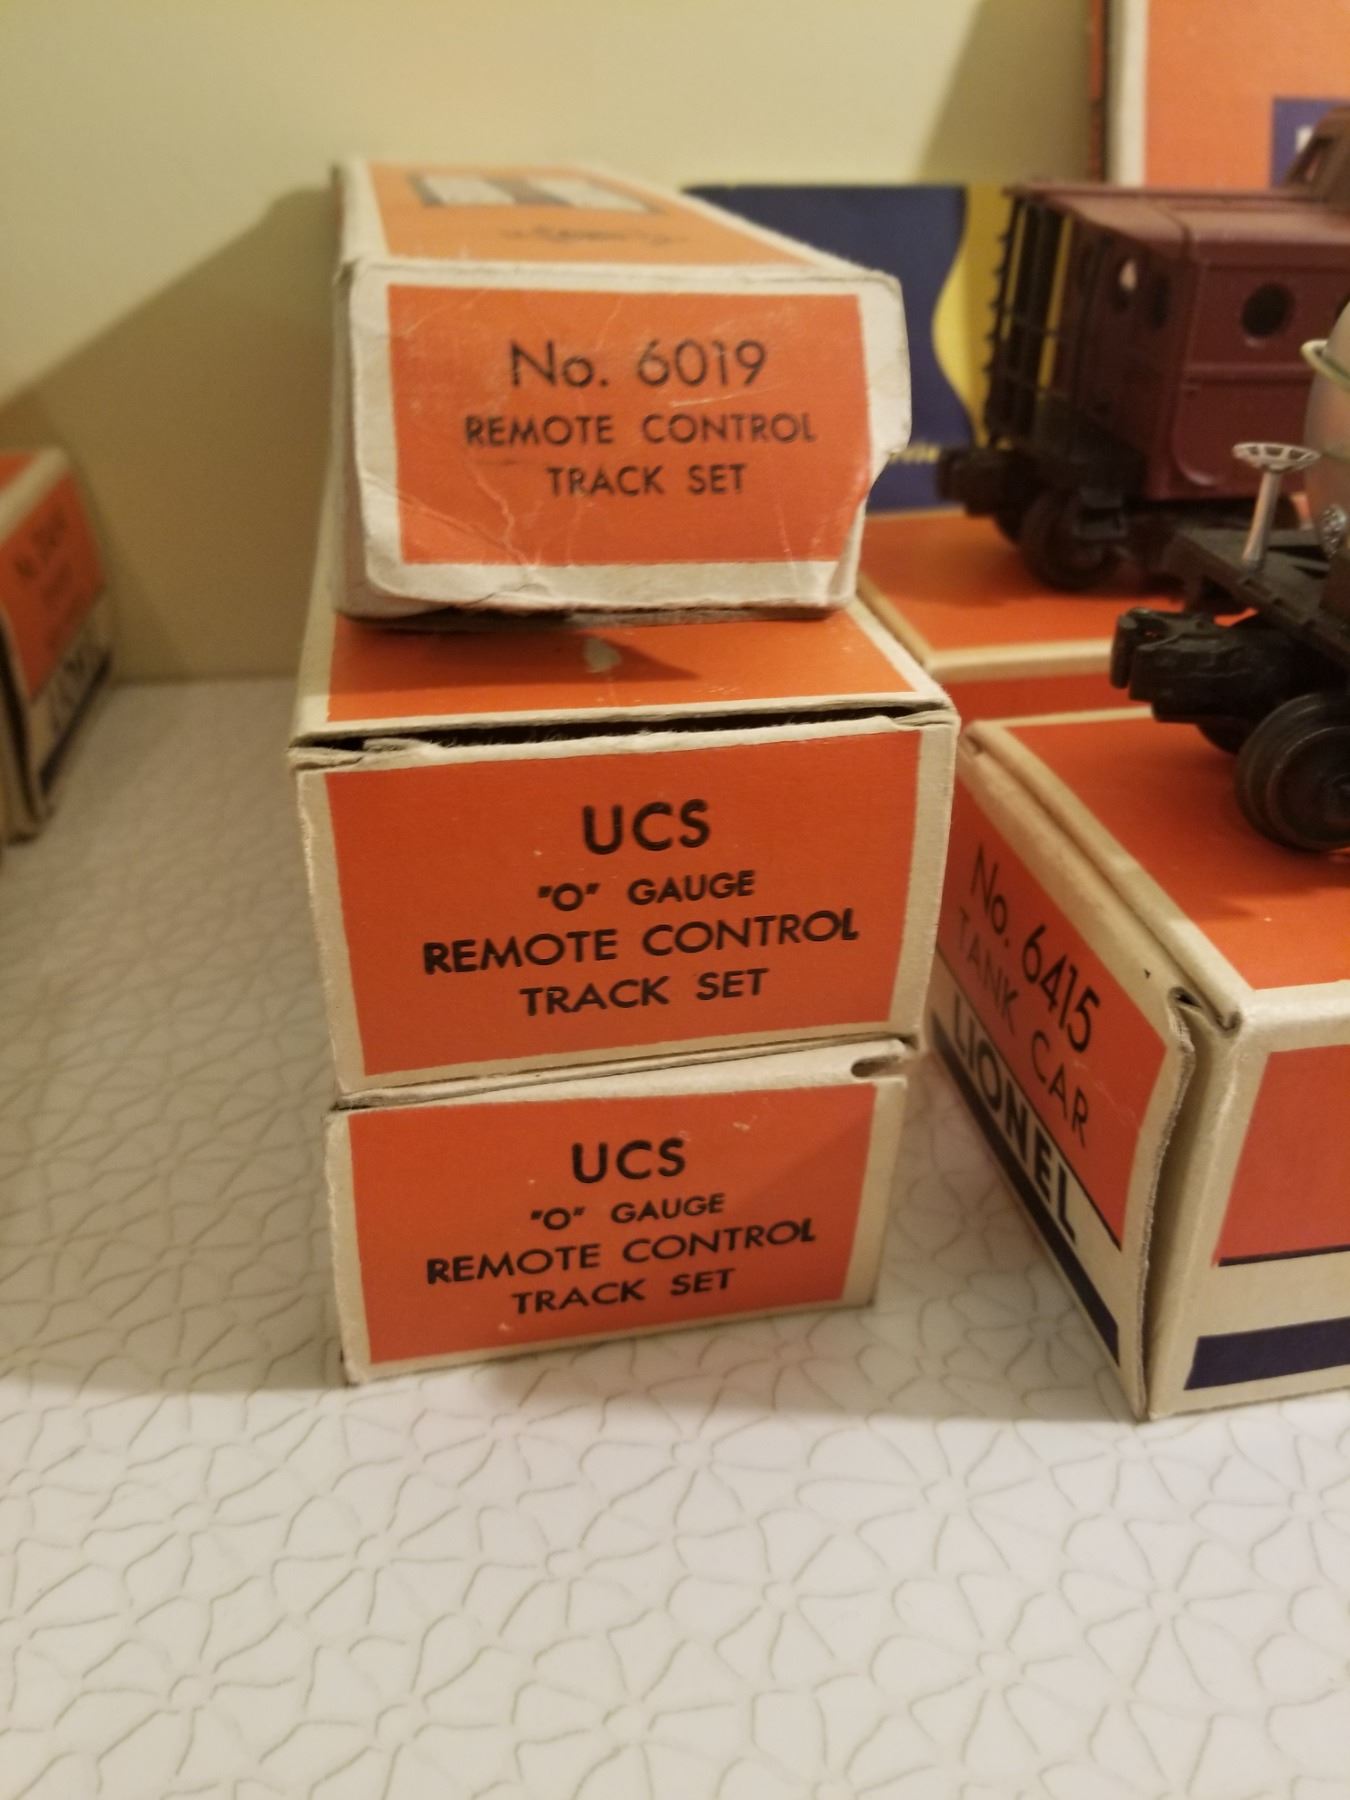 No. 6019
REMOTE CONTROL
TRACK SET
UCS
"O" GAUGE
REMOTE CONTROL
TRACK SET
UCS
"O" GAUGE
REMOTE CONTROL
TRACK SET
No. 6415
TANK CAR
LIONEL